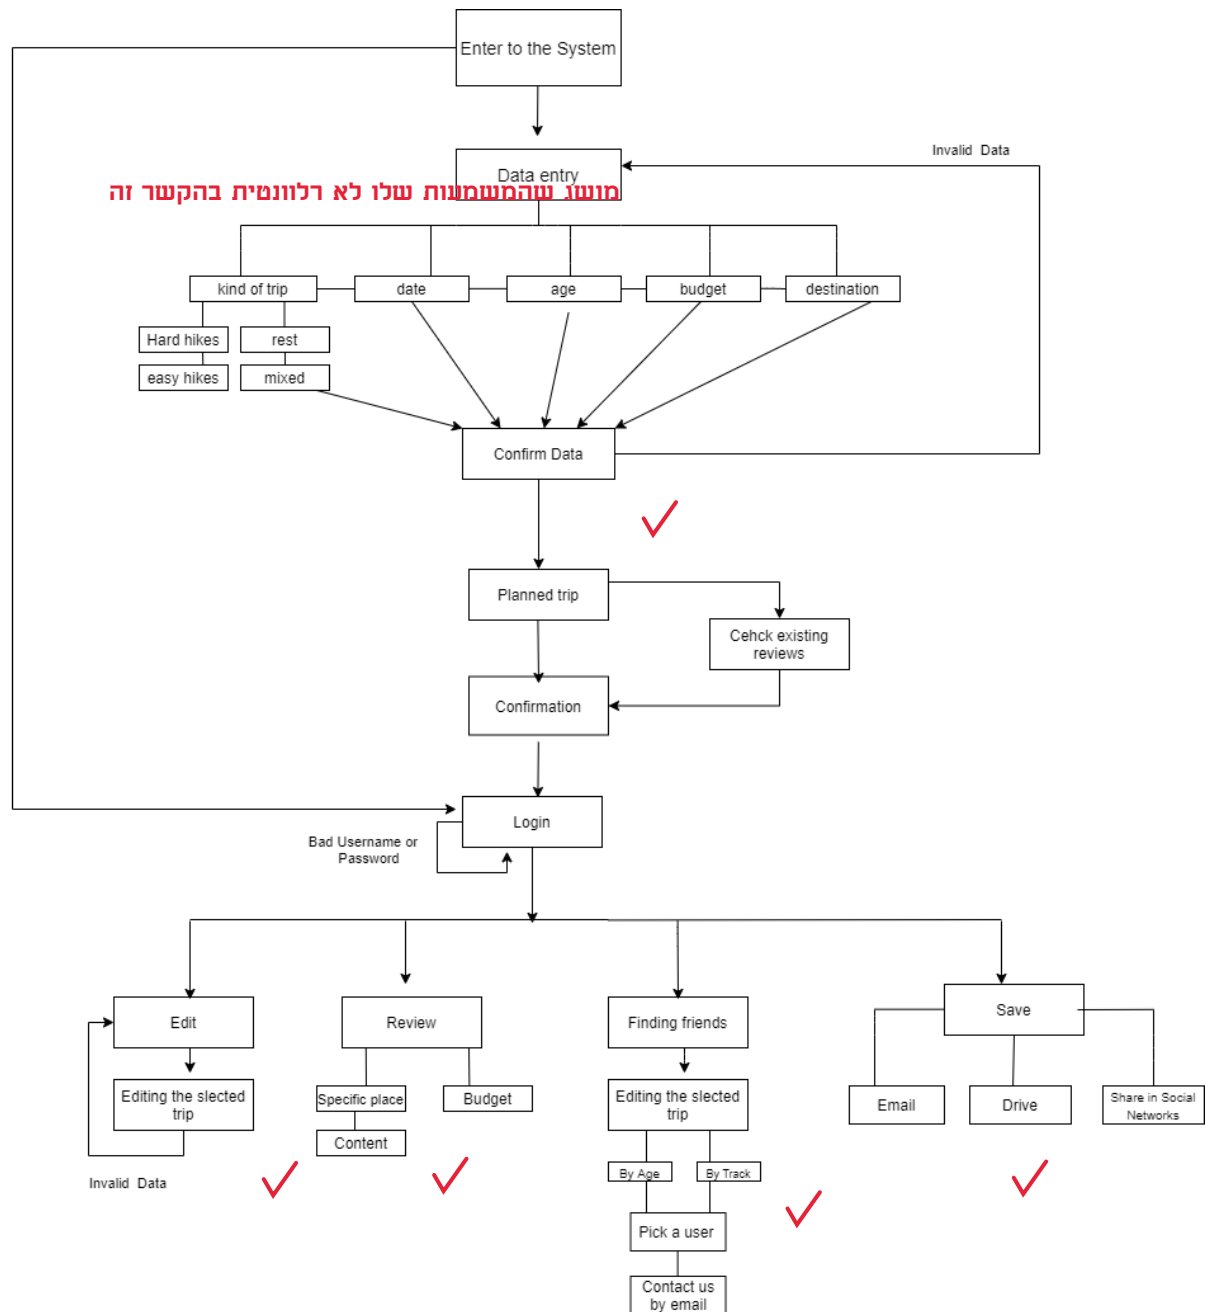 Enter to the System
Invalid Data
Data entry
מושג שהמשמעות שלו לא רלוונטית בהקשר זה
kind of trip
date
age
budget
destination
Hard hikes
rest
easy hikes
mixed
Confirm Data
Planned trip
Cehck existing
reviews
Confirmation
Login
Bad Username or
Password
Edit
Review
Finding friends
Save
Editing the slected
trip
Specific place
Budget
Editing the slected
trip
Email
Drive
Share in Social
Networks
Content
By Age
By Track
Invalid Data
Pick a user
Contact us
by email